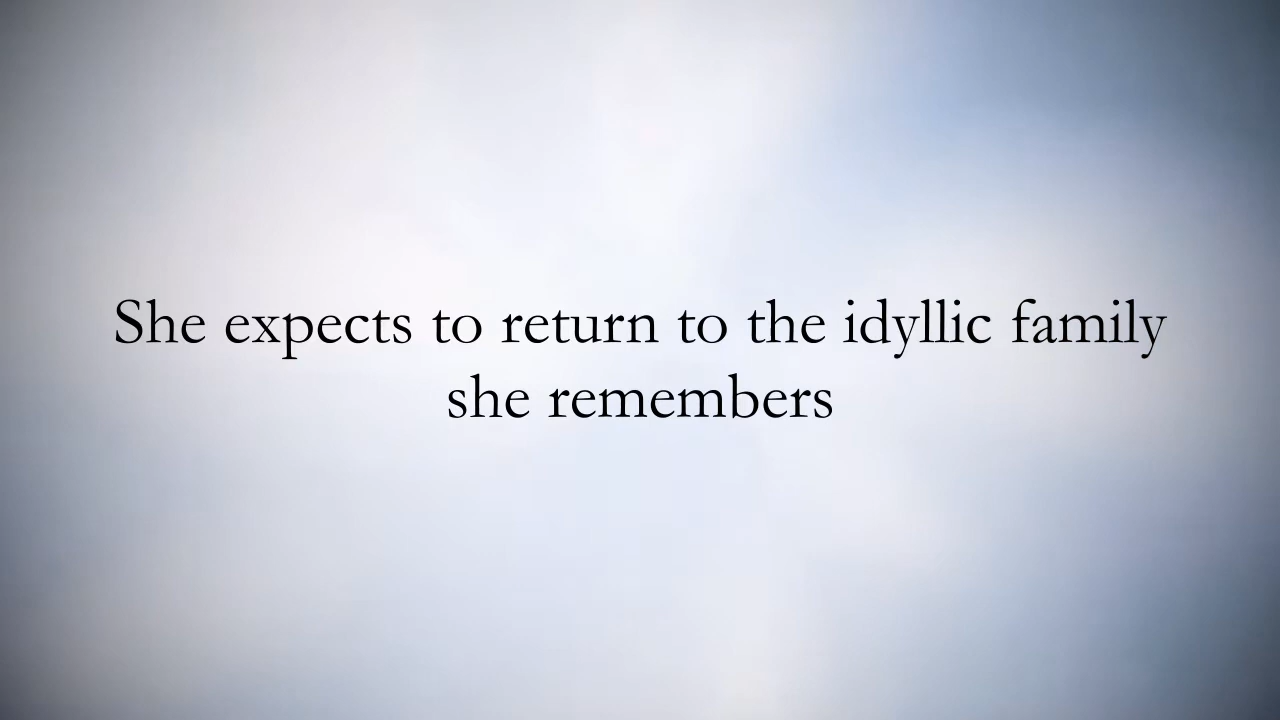 She expects to return to the idyllic family
she remembers